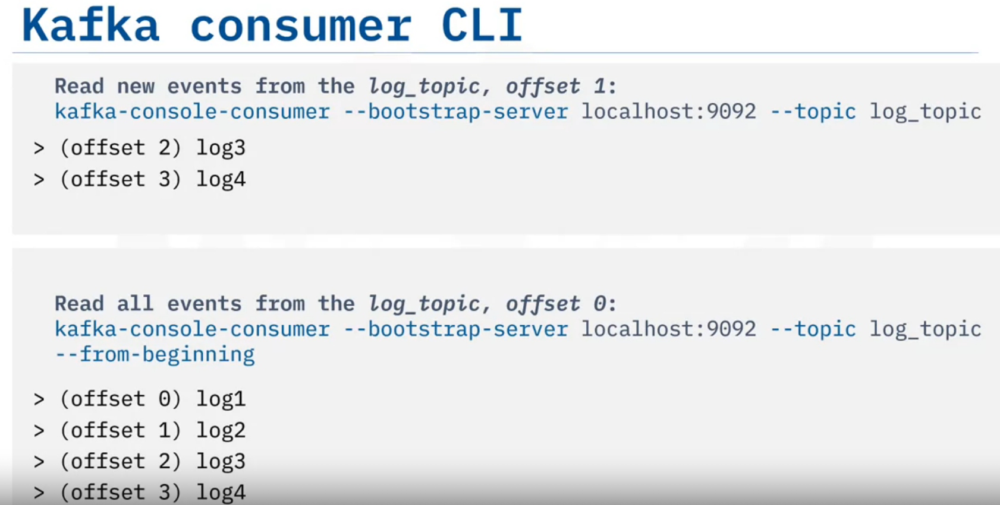 Kafka consumer CLI
Read new events from the log_topic, offset 1:
kafka-console-consumer --bootstrap-server localhost:9092 --topic log_topic
> (offset 2) log3
> (offset 3) log4
Read all events from the log_topic, offset 0:
kafka-console-consumer --bootstrap-server localhost:9092 --topic log_topic
--from-beginning
> (offset 0) log1
> (offset 1) log2
> (offset 2) log3
> (offset 3) log4